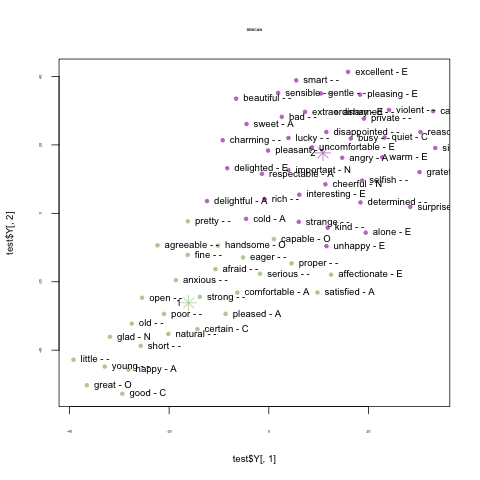 DBSCAN
excellent - E
smart - -
sensible
gentle - -
pleasing - E
beautiful - -
violent - -
private - -
bad - -
sweet - A
disappointed - -
charming - -
lucky - -
busy
quiet - C
pleasant
uncomfortable - E
2
angry - A
warm - E
delighted - E
important - N
respectable - A
cheerful - N
selfish - -
interesting - E
rich - -
determined - -
delightful - A
surprise
cold - A
strange
kind - -
pretty - -
alone - E
capable - O
agreeable - -
handsome - O
unhappy - E
fine - -
eager - -
proper - -
afraid - -
serious - -
affectionate - E
anxious - -
comfortable - A
satisfied - A
open - -
strong - -
1
poor - -
pleased - A
old - -
certain - C
natural
glad - N
short - -
little - -
young
happy - A
great - O
good - C
test$Y[, 1]
test$Y[, 2]